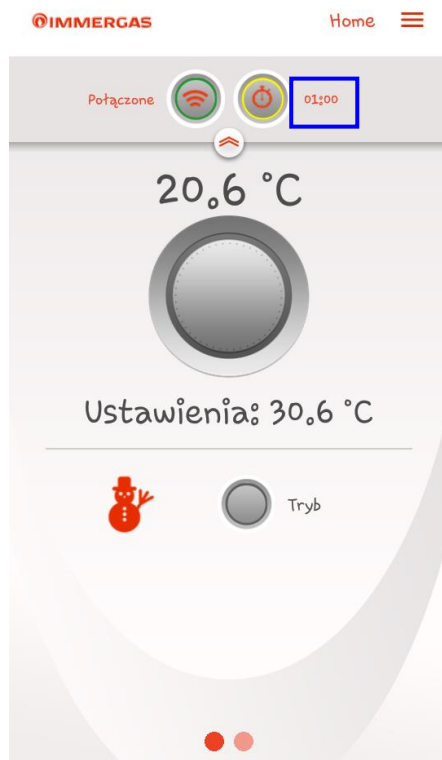 IMMERGAS Home
Połączone 01:00
20.6 °C
Ustawienia: 30.6 °C
Tryb